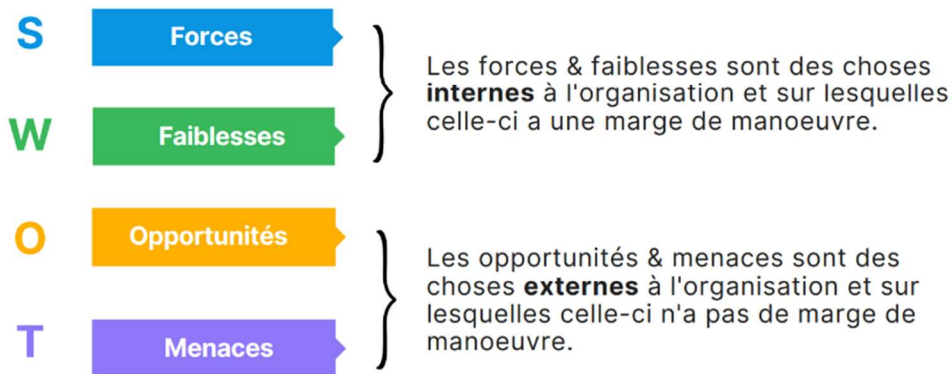 S
Forces
W
Faiblesses
Les forces & faiblesses sont des choses
internes à l'organisation et sur lesquelles
celle-ci a une marge de manoeuvre.
O
Opportunités
T
Menaces
Les opportunités & menaces sont des
choses externes à l'organisation et sur
lesquelles celle-ci n'a pas de marge de
manoeuvre.